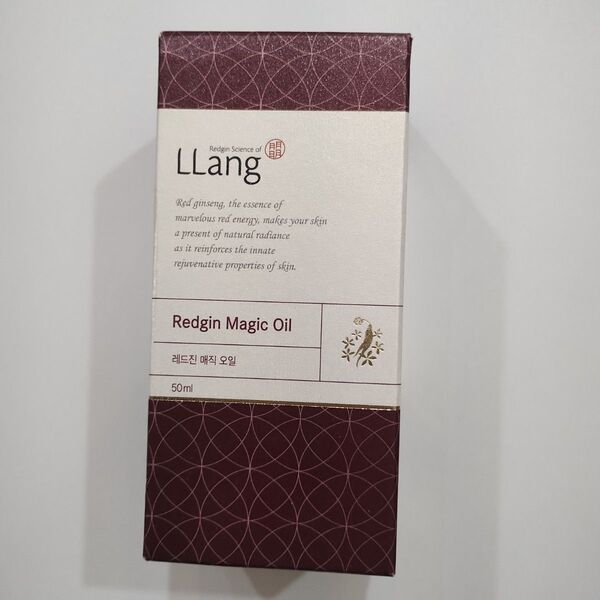 Redgin Science of
LLang
Red ginseng, the essence of
marvelous red energy, makes your skin
a present of natural radiance
as it reinforces the innate
rejuvenative properties of skin.
Redgin Magic Oil
레드진 매직 오일
50ml